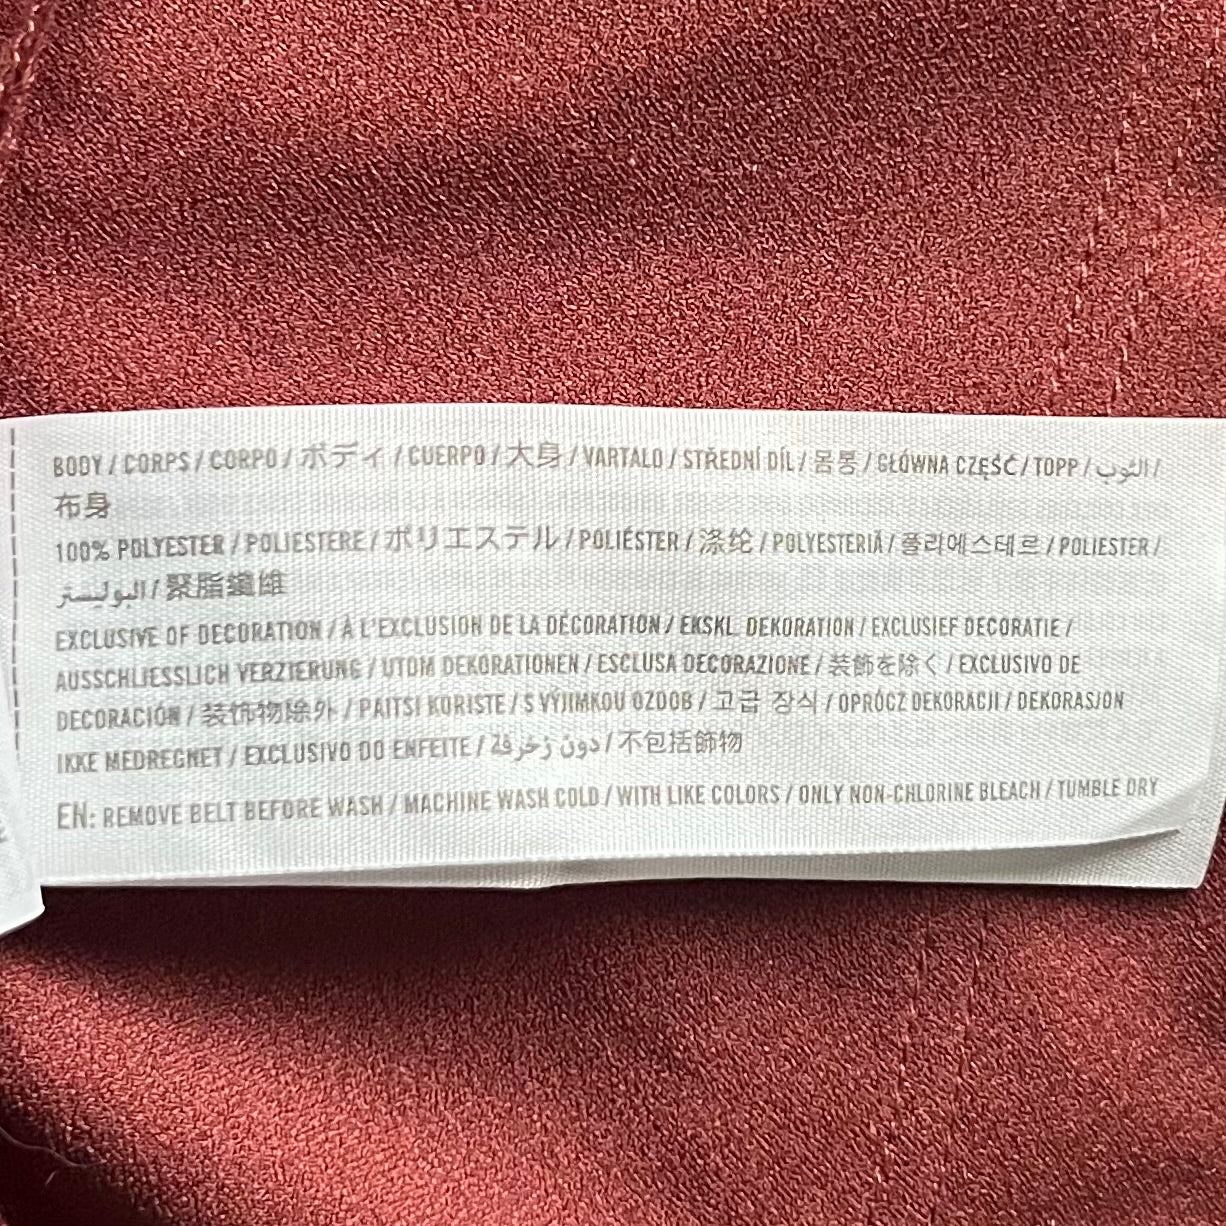 BODY / CORPS / CORPO / ボディ / CUERPO / 大身 / VARTALO / STŘEDNÍ DÍL / 몸통 / GŁÓWNA CZĘŚĆ / TOPP / الثوب /
布身
100% POLYESTER / POLIESTERE / ポリエステル / POLIÉSTER / 涤纶 / POLYESTERIÄ / 폴리에스테르 / POLIESTER /
البوليستر / 聚脂纖維
EXCLUSIVE OF DECORATION / À L'EXCLUSION DE LA DÉCORATION / EKSKL. DEKORATION / EXCLUSIEF DECORATIE /
AUSSCHLIESSLICH VERZIERUNG / UTOM DEKORATIONEN / ESCLUSA DECORAZIONE / 装飾を除く / EXCLUSIVO DE
DECORACIÓN / 装饰物除外 / PAITSI KORISTE / S VÝJIMKOU OZDOB / 고급 장식 / OPRÓCZ DEKORACJI / DEKORASJON
IKKE MEDREGNET / EXCLUSIVO DO ENFEITE / دون زخرفة / 不包括飾物
EN: REMOVE BELT BEFORE WASH / MACHINE WASH COLD / WITH LIKE COLORS / ONLY NON-CHLORINE BLEACH / TUMBLE DRY